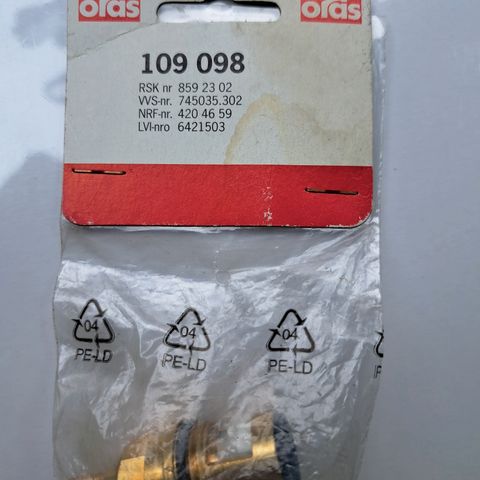 oras oras
109 098
RSK nr 859 23 02
VVS-nr. 745035.302
NRF-nr. 420 46 59
LVI-nro 6421503
04 04 04
PE-LD PE-LD PE-LD